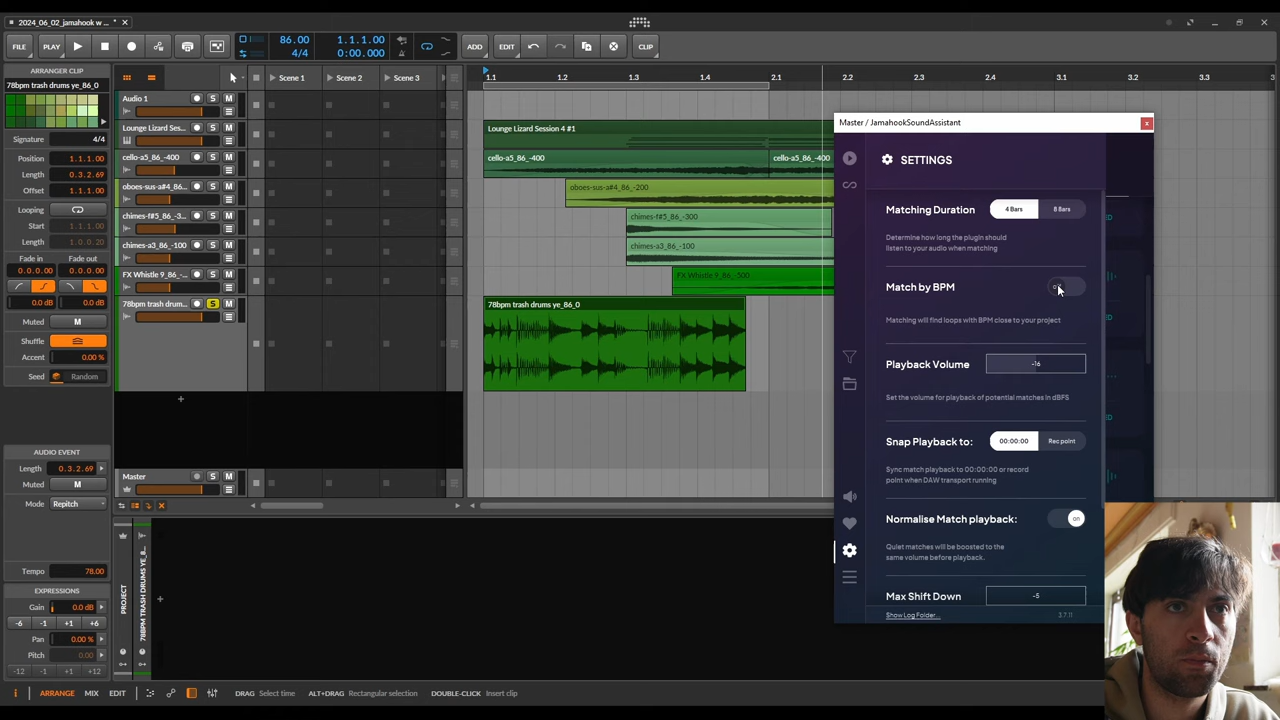 2024_06_02_jamahook w ... *
FILE
PLAY
86.00
4/4
1.1.1.00
0:00.000
ADD
EDIT
CLIP
ARRANGER CLIP
78bpm trash drums ye_86_0
Signature
4/4
Position
1.1.1.00
Length
0.3.2.69
Offset
1.1.1.00
Looping
Start
1.1.1.00
Length
1.0.0.20
Fade in
Fade out
0.0.0.00
0.0.0.00
0.0 dB
0.0 dB
Muted
M
Shuffle
Accent
0.00 %
Seed
Random
AUDIO EVENT
Length
0.3.2.69
Muted
M
Mode
Repitch
Tempo
78.00
EXPRESSIONS
Gain
0.0 dB
-6
-1
+1
+6
Pan
0.00 %
Pitch
0.00
-12
-1
+1
+12
Scene 1
Scene 2
Scene 3
Audio 1
S
M
Lounge Lizard Ses...
S
M
cello-a5_86_-400
S
M
oboes-sus-a#4_86...
S
M
chimes-f#5_86_-3...
S
M
chimes-a3_86_-100
S
M
FX Whistle 9_86_-...
S
M
78bpm trash drum...
S
M
Master
S
M
1.1
1.2
1.3
1.4
2.1
2.2
2.3
2.4
3.1
3.2
3.3
Lounge Lizard Session 4 #1
cello-a5_86_-400
cello-a5_86_-400
oboes-sus-a#4_86_-200
chimes-f#5_86_-300
chimes-a3_86_-100
FX Whistle 9_86_-500
78bpm trash drums ye_86_0
Master / JamahookSoundAssistant
x
SETTINGS
Matching Duration
4 Bars
8 Bars
Determine how long the plugin should
listen to your audio when matching
Match by BPM
Matching will find loops with BPM close to your project
Playback Volume
-16
Set the volume for playback of potential matches in dBFS
Snap Playback to:
00:00:00
Rec point
Sync match playback to 00:00:00 or record
point when DAW transport running
Normalise Match playback:
on
Quiet matches will be boosted to the
same volume before playback.
Max Shift Down
-5
Show Log Folder...
3.7.11
PROJECT
78BPM TRASH DRUMS YE_8...
i
ARRANGE
MIX
EDIT
DRAG Select time
ALT+DRAG Rectangular selection
DOUBLE-CLICK Insert clip